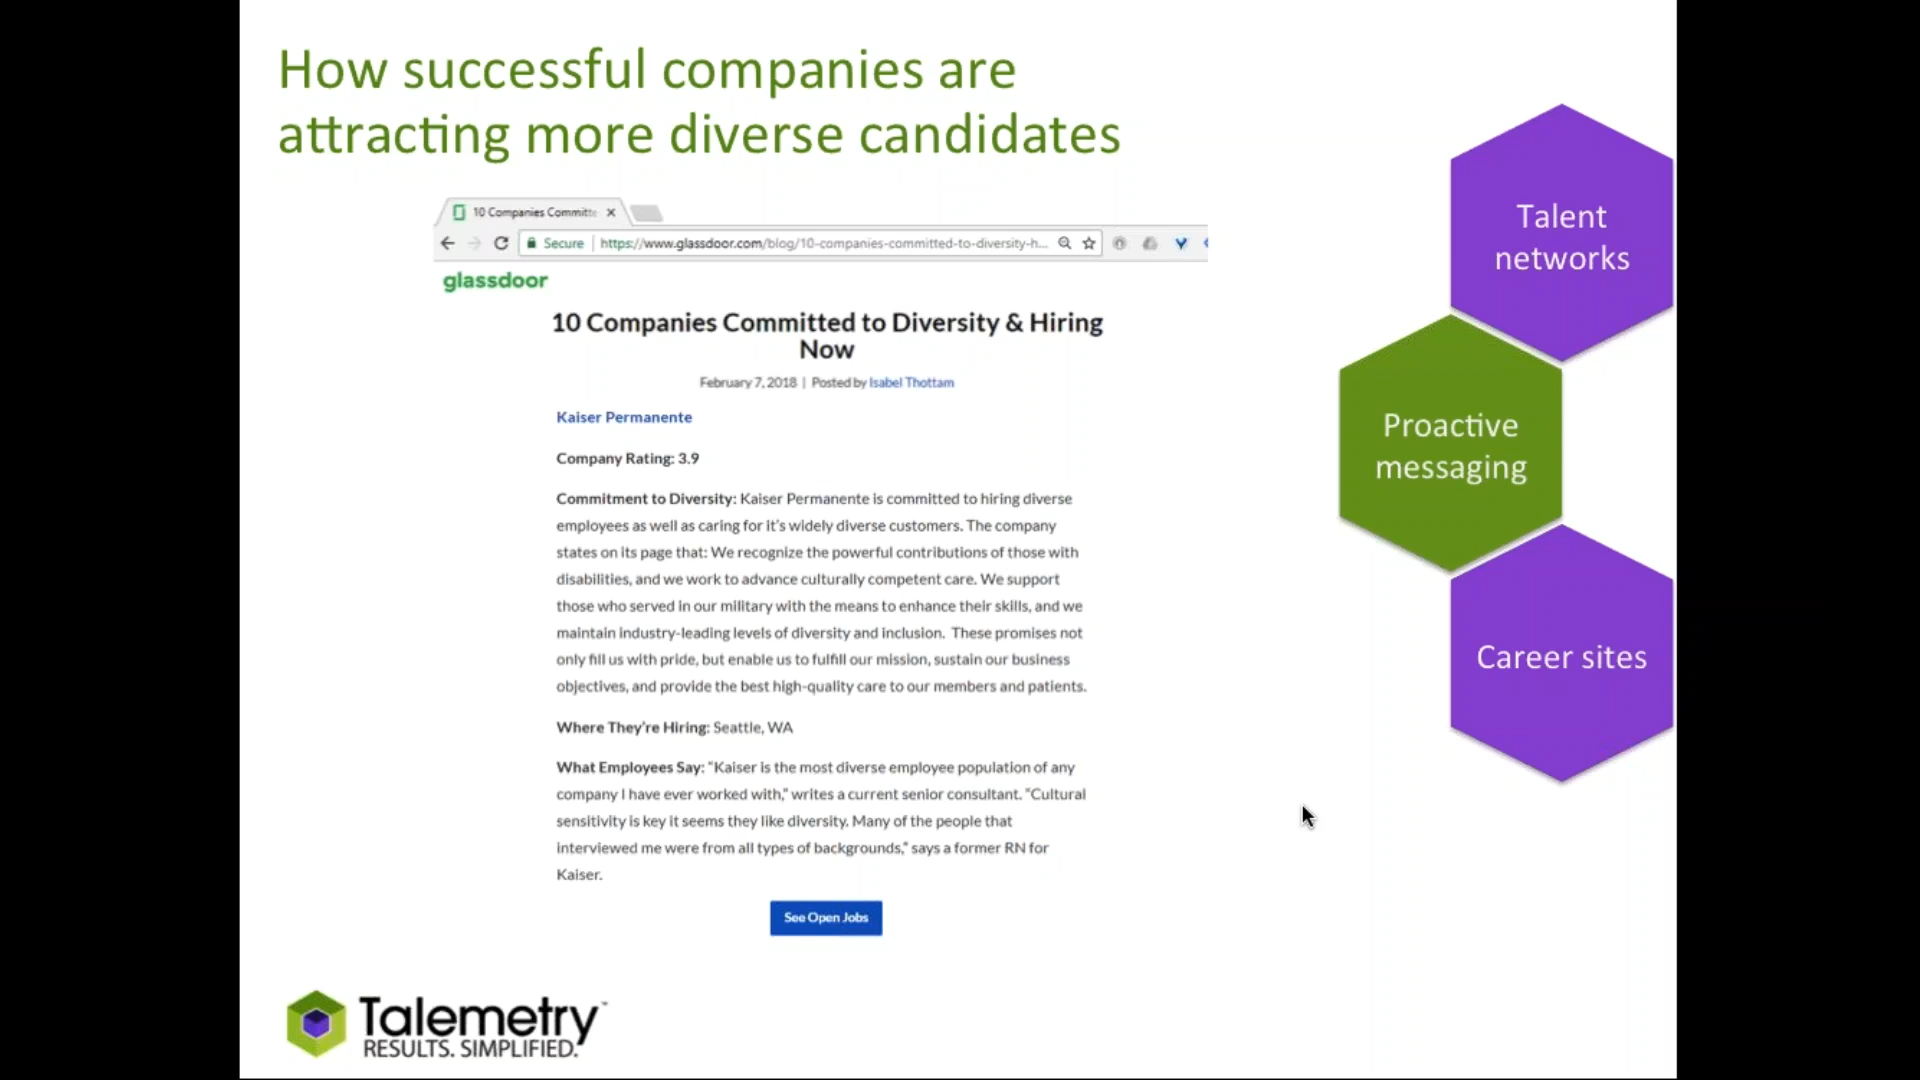 How successful companies are
attracting more diverse candidates
10 Companies Committe
Secure https://www.glassdoor.com/blog/10-companies-committed-to-diversity-h...
glassdoor
10 Companies Committed to Diversity & Hiring
Now
February 7, 2018 | Posted by Isabel Thottam
Kaiser Permanente
Company Rating: 3.9
Commitment to Diversity: Kaiser Permanente is committed to hiring diverse
employees as well as caring for it's widely diverse customers. The company
states on its page that: We recognize the powerful contributions of those with
disabilities, and we work to advance culturally competent care. We support
those who served in our military with the means to enhance their skills, and we
maintain industry-leading levels of diversity and inclusion. These promises not
only fill us with pride, but enable us to fulfill our mission, sustain our business
objectives, and provide the best high-quality care to our members and patients.
Where They're Hiring: Seattle, WA
What Employees Say: “Kaiser is the most diverse employee population of any
company I have ever worked with,” writes a current senior consultant. “Cultural
sensitivity is key it seems they like diversity. Many of the people that
interviewed me were from all types of backgrounds,” says a former RN for
Kaiser.
See Open Jobs
Talent
networks
Proactive
messaging
Career sites
Talemetry™
RESULTS. SIMPLIFIED.